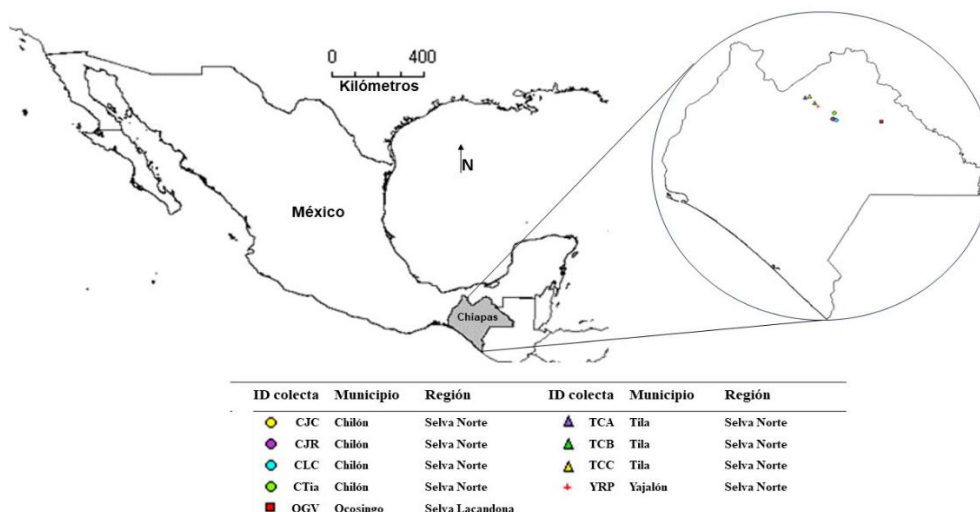 0 400
Kilómetros
N
México
Chiapas
ID colecta Municipio Región ID colecta Municipio Región
CJC Chilón Selva Norte TCA Tila Selva Norte
CJR Chilón Selva Norte TCB Tila Selva Norte
CLC Chilón Selva Norte TCC Tila Selva Norte
CTia Chilón Selva Norte YRP Yajalón Selva Norte
OGV Ocosingo Selva Lacandona